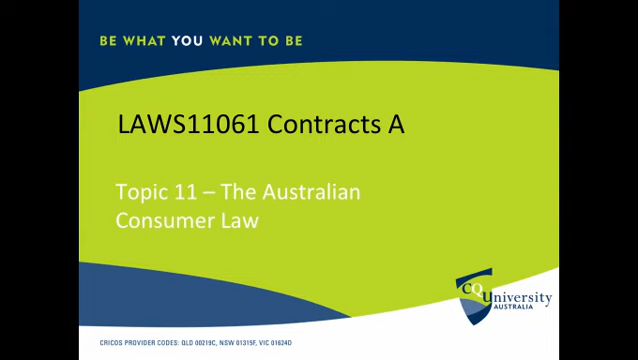 BE WHAT YOU WANT TO BE
LAWS11061 Contracts A
Topic 11 – The Australian
Consumer Law
CQUniversity
AUSTRALIA
CRICOS PROVIDER CODES: QLD 00219C, NSW 01315F, VIC 01624D